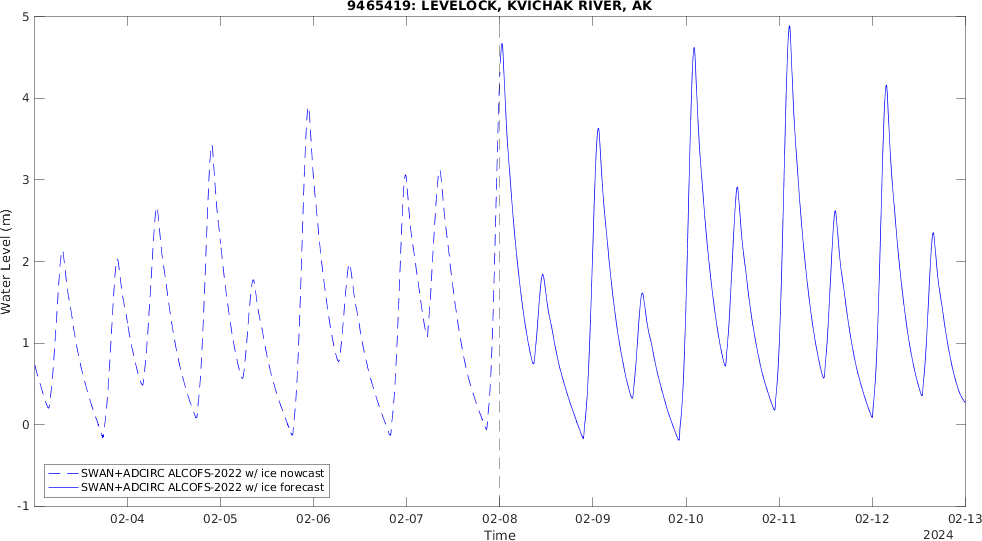 9465419: LEVELOCK, KVICHAK RIVER, AK
5
4
3
2
1
0
-1
Water Level (m)
SWAN+ADCIRC ALCOFS-2022 w/ ice nowcast
SWAN+ADCIRC ALCOFS-2022 w/ ice forecast
02-04 02-05 02-06 02-07 02-08 02-09 02-10 02-11 02-12 02-13
Time
2024